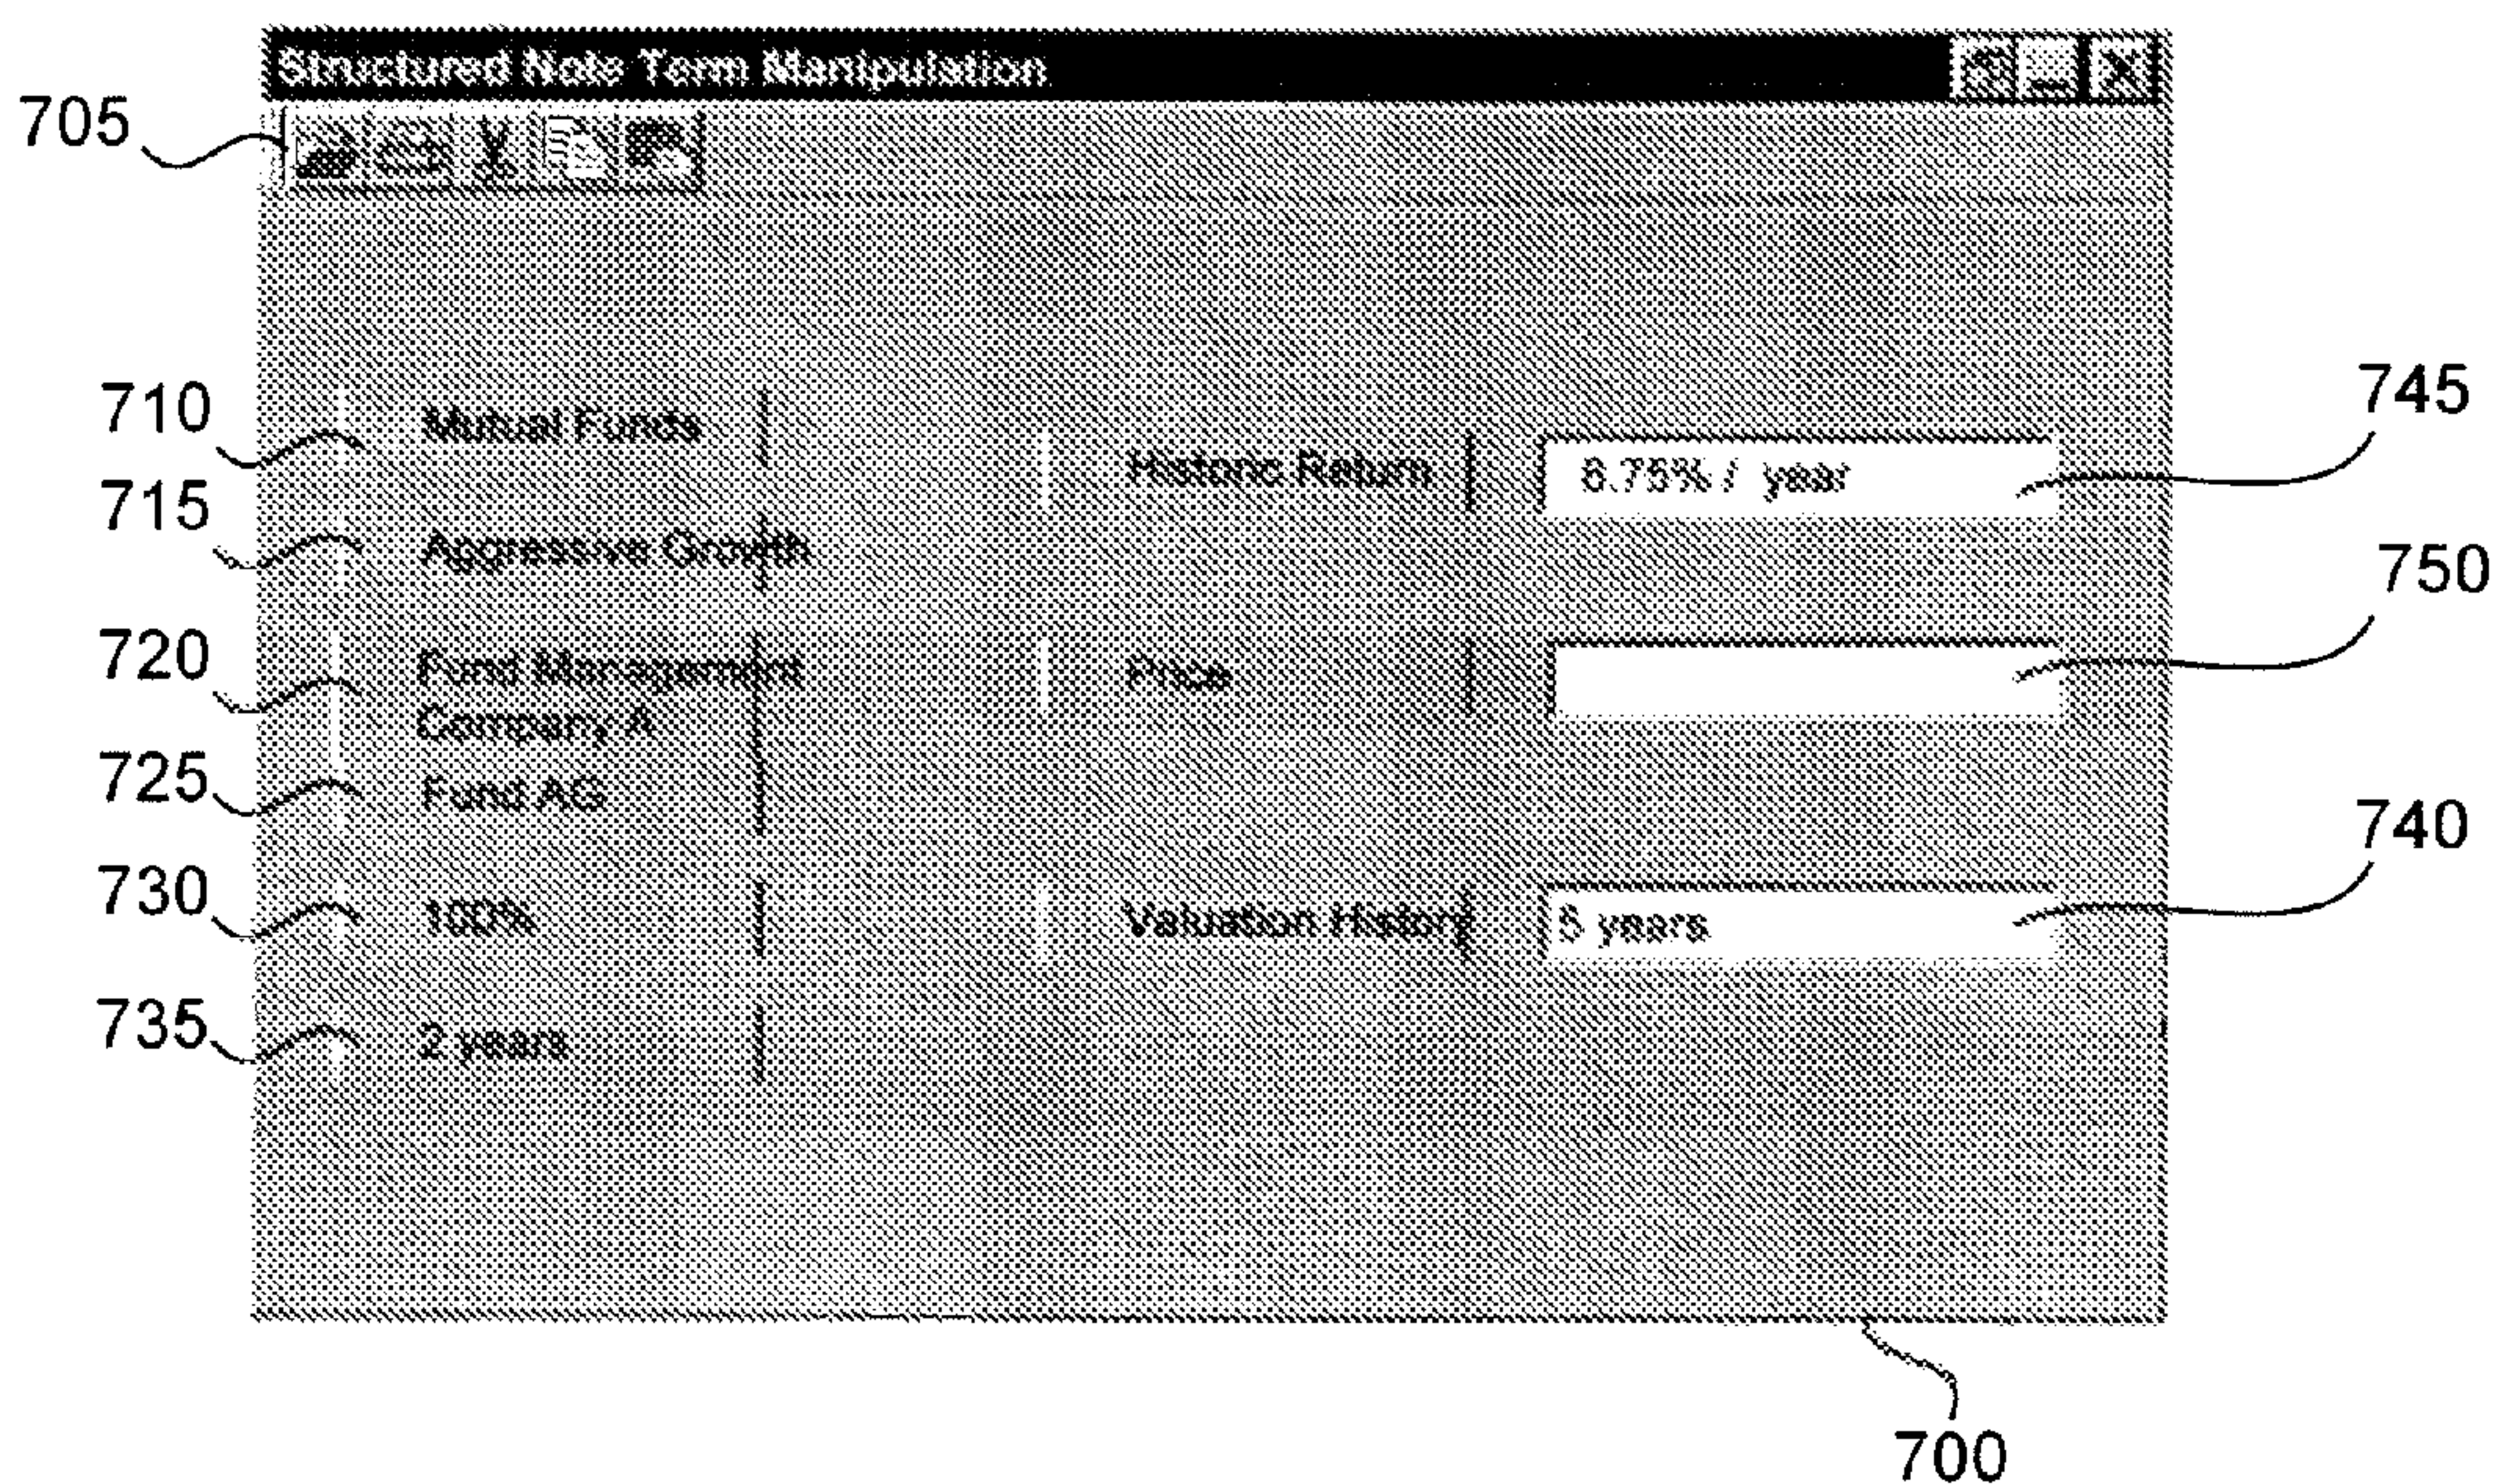 Structured Note Term Manipulation
705
710
Mutual Funds
745
Historic Return
6.75% / year
715
Aggressive Growth
750
720
Fund Management
Company A
Price
725
Fund AG
740
730
100%
Valuation History
5 years
735
2 years
700